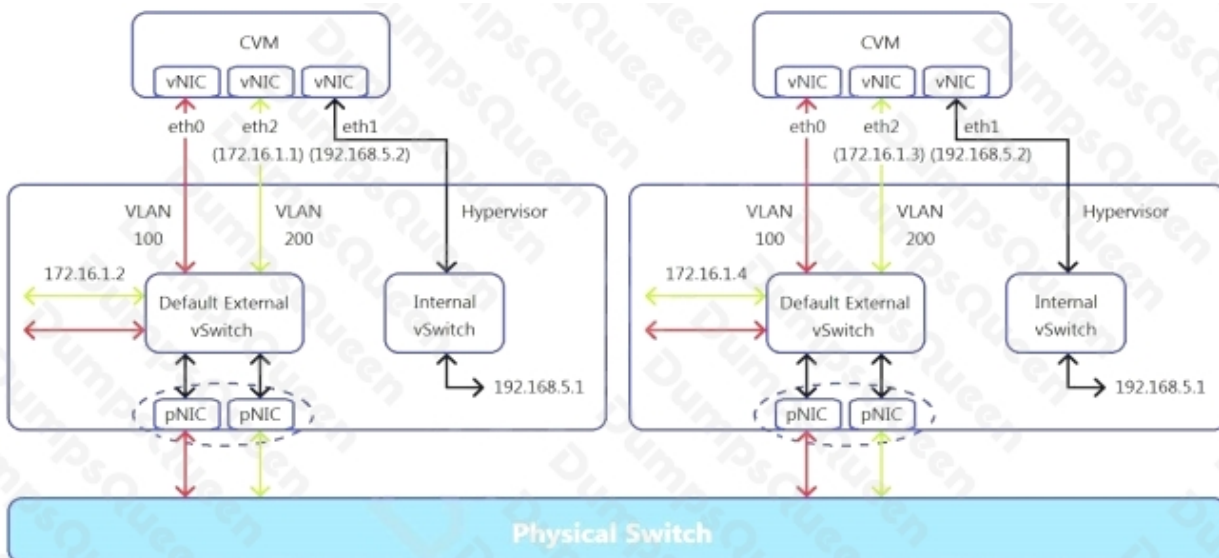 CVM
vNIC vNIC vNIC
eth0 eth2 eth1
(172.16.1.1) (192.168.5.2)
VLAN 100
VLAN 200
Hypervisor
172.16.1.2
Default External vSwitch
Internal vSwitch
192.168.5.1
pNIC pNIC
CVM
vNIC vNIC vNIC
eth0 eth2 eth1
(172.16.1.3) (192.168.5.2)
VLAN 100
VLAN 200
Hypervisor
172.16.1.4
Default External vSwitch
Internal vSwitch
192.168.5.1
pNIC pNIC
Physical Switch
DumpsQueen